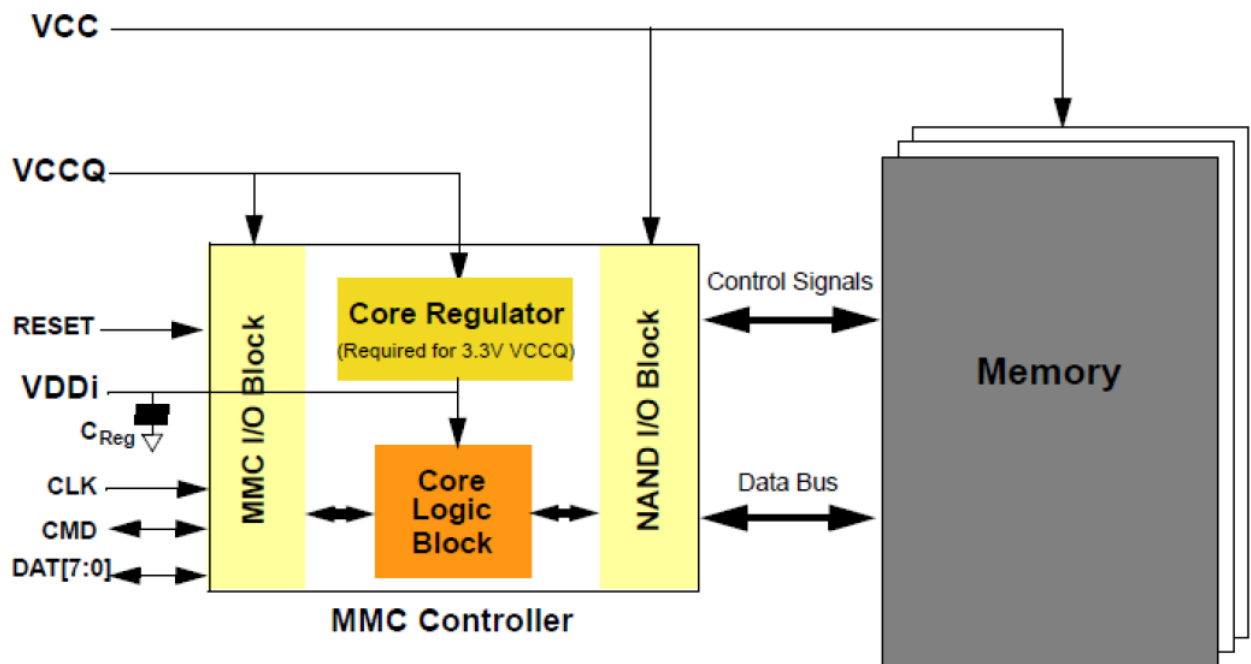 VCC
VCCQ
RESET
VDDi
C_Reg
CLK
CMD
DAT[7:0]
MMC I/O Block
Core Regulator
(Required for 3.3V VCCQ)
Core
Logic
Block
NAND I/O Block
MMC Controller
Control Signals
Data Bus
Memory